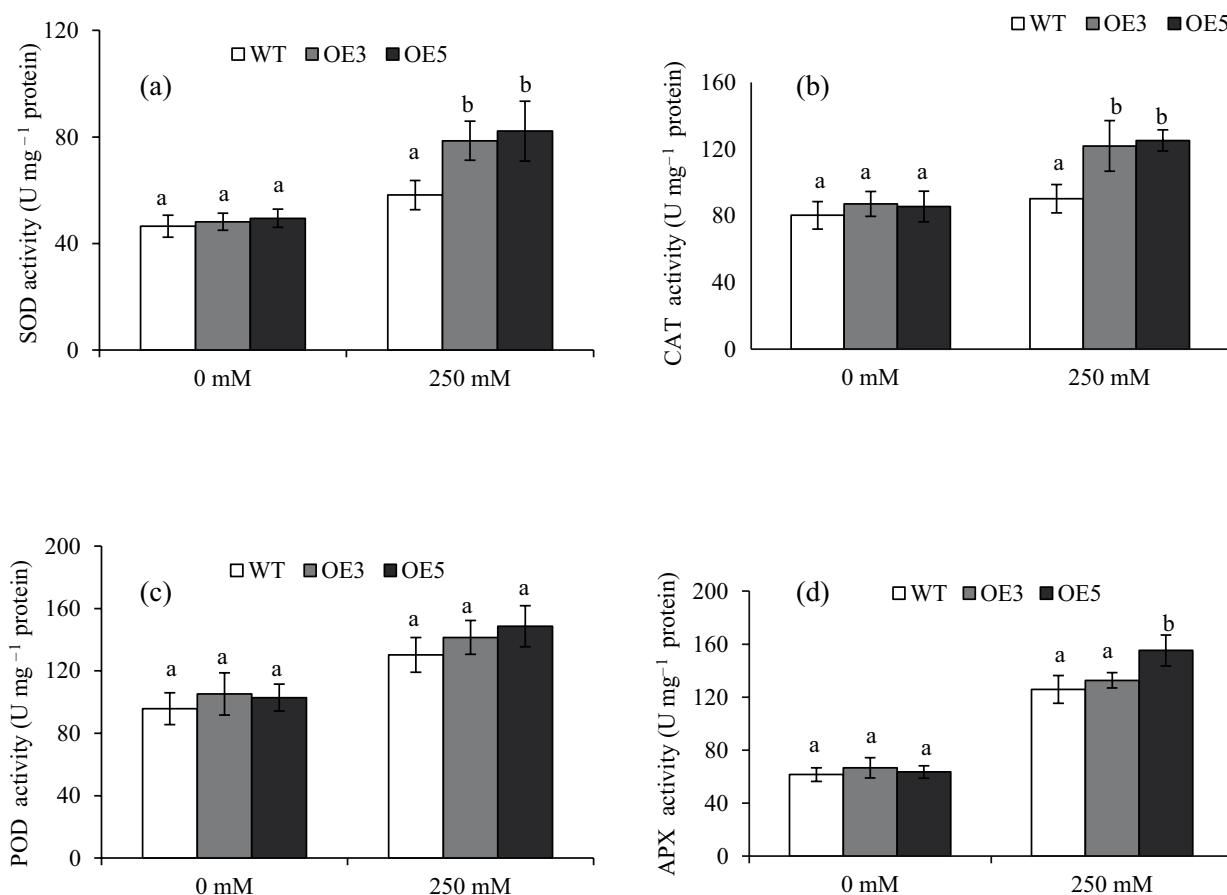 120
80
40
0
SOD activity (U mg⁻¹ protein)
WT OE3 OE5
(a)
a a a
a b b
0 mM 250 mM
WT OE3 OE5
160
120
80
40
0
CAT activity (U mg⁻¹ protein)
(b)
a a a
a b b
0 mM 250 mM
200
160
120
80
40
0
POD activity (U mg⁻¹ protein)
WT OE3 OE5
(c)
a a a
a a a
0 mM 250 mM
200
160
120
80
40
0
APX activity (U mg⁻¹ protein)
(d)
WT OE3 OE5
a a a
a a b
0 mM 250 mM